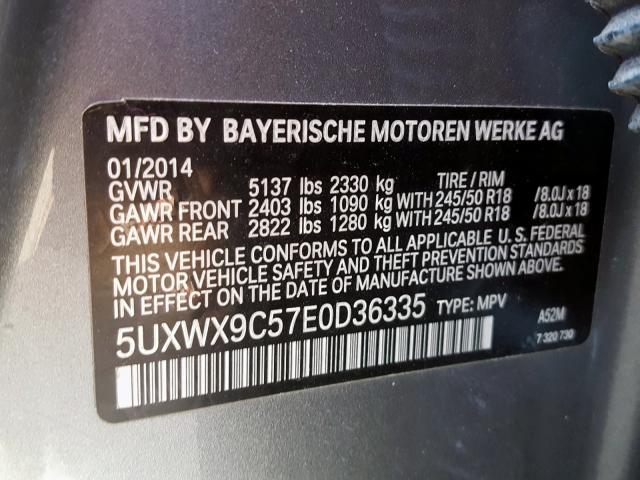 MFD BY BAYERISCHE MOTOREN WERKE AG
01/2014
GVWR 5137 lbs 2330 kg TIRE / RIM
GAWR FRONT 2403 lbs 1090 kg WITH 245/50 R18 /8.0J x 18
GAWR REAR 2822 lbs 1280 kg WITH 245/50 R18 /8.0J x 18
THIS VEHICLE CONFORMS TO ALL APPLICABLE U.S. FEDERAL
MOTOR VEHICLE SAFETY AND THEFT PREVENTION STANDARDS
IN EFFECT ON THE DATE OF MANUFACTURE SHOWN ABOVE.
5UXWX9C57E0D36335 TYPE: MPV A52M
7 320 730